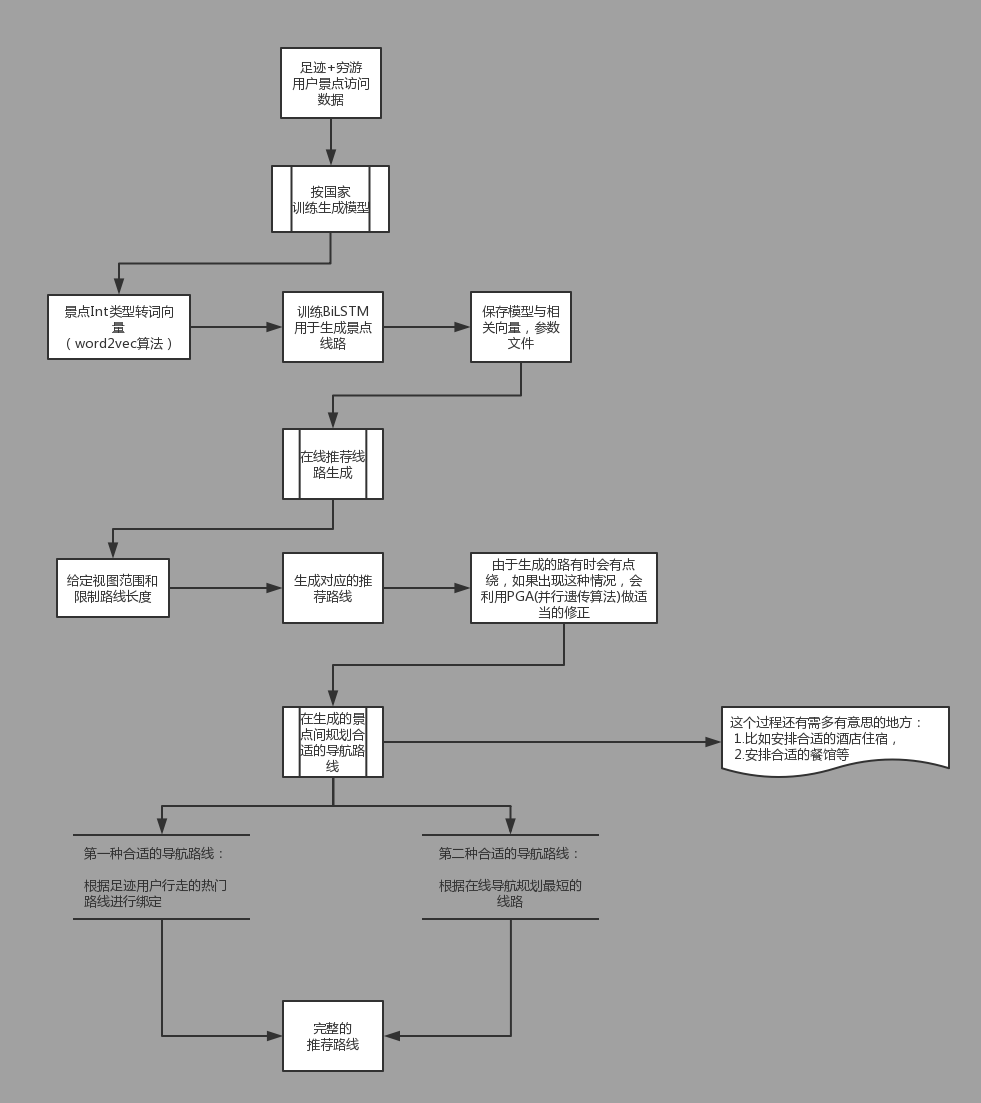 足迹+穷游
用户景点访问
数据
按国家
训练生成模型
景点Int类型转词向
量
（word2vec算法）
训练BiLSTM
用于生成景点
线路
保存模型与相
关向量，参数
文件
在线推荐线
路生成
给定视图范围和
限制路线长度
生成对应的推
荐路线
由于生成的路有时会有点
绕，如果出现这种情况，会
利用PGA(并行遗传算法)做适
当的修正
在生成的景
点间规划合
适的导航路
线
这个过程还有需多有意思的地方：
1.比如安排合适的酒店住宿，
2.安排合适的餐馆等
第一种合适的导航路线：
根据足迹用户行走的热门
路线进行绑定
第二种合适的导航路线：
根据在线导航规划最短的
线路
完整的
推荐路线